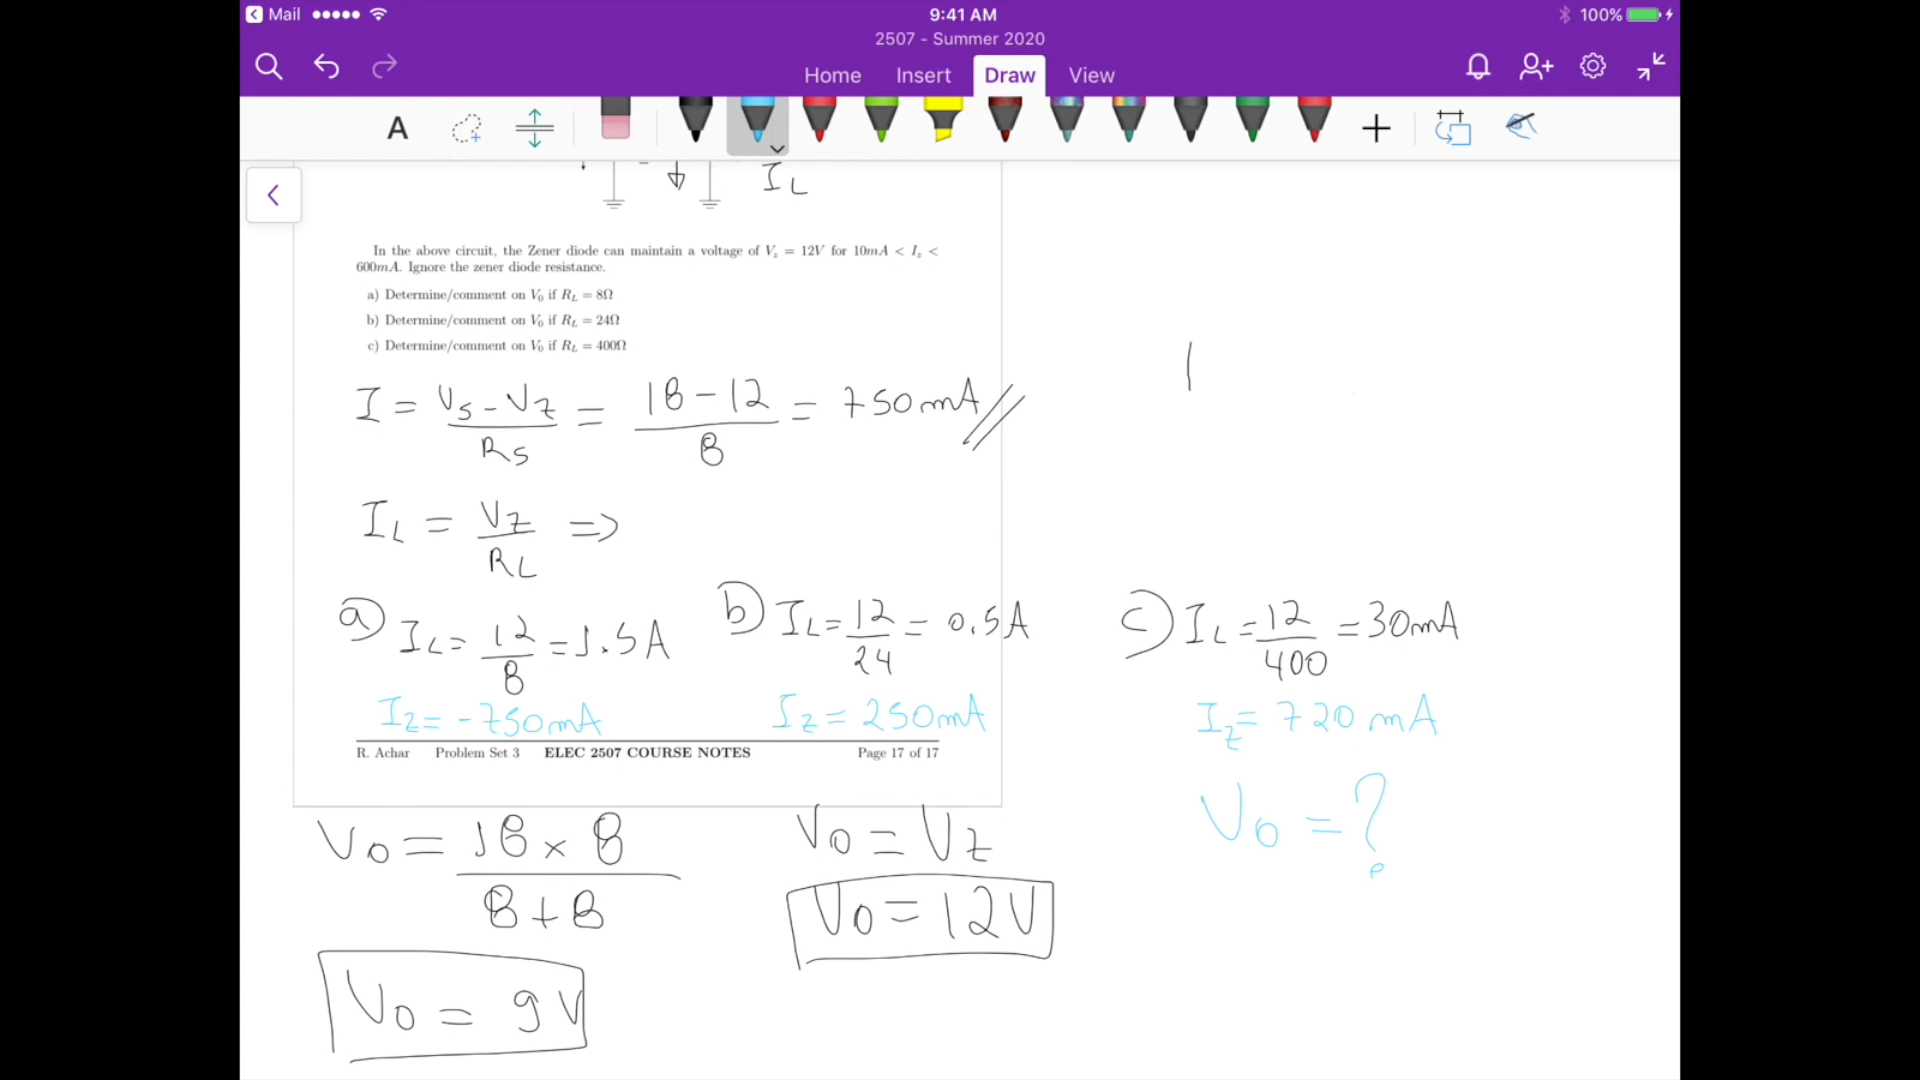 Mail
9:41 AM
100%
2507 - Summer 2020
Home Insert Draw View
A
I_L
In the above circuit, the Zener diode can maintain a voltage of V_z = 12V for 10mA < I_z <
600mA. Ignore the zener diode resistance.
a) Determine/comment on V_0 if R_L = 8Ω
b) Determine/comment on V_0 if R_L = 24Ω
c) Determine/comment on V_0 if R_L = 400Ω
I = (V_S - V_Z) / R_S = (18 - 12) / 8 = 750mA //
I_L = V_Z / R_L ⇒
a) I_L = 12/8 = 1.5A
I_Z = -750mA
b) I_L = 12/24 = 0.5A
I_Z = 250mA
c) I_L = 12/400 = 30mA
I_Z = 720mA
R. Achar Problem Set 3 ELEC 2507 COURSE NOTES Page 17 of 17
V_0 = (18 × 8) / (8 + 8)
V_0 = 9V
V_0 = V_Z
V_0 = 12V
V_0 = ?